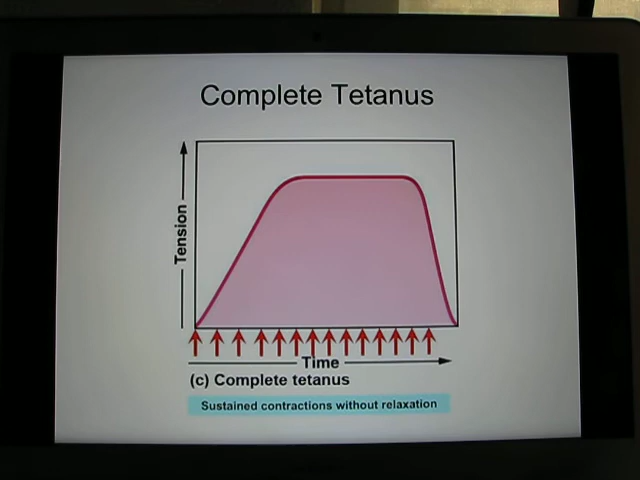 Complete Tetanus
Tension
Time
(c) Complete tetanus
Sustained contractions without relaxation